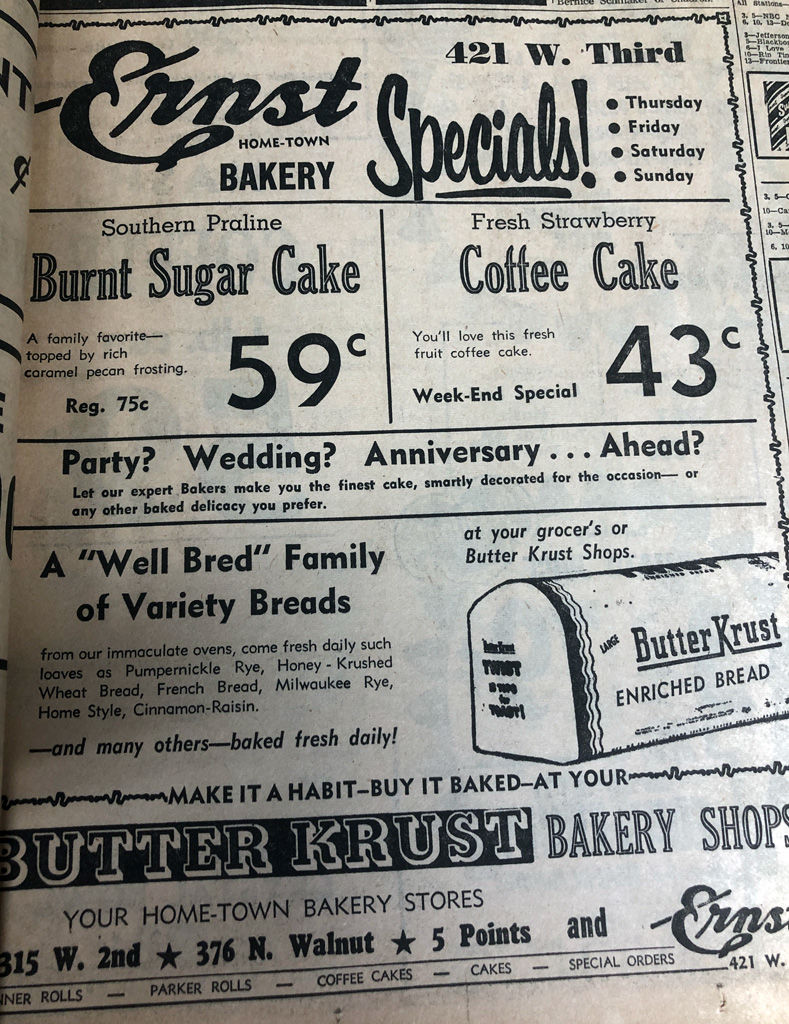 Ernst
HOME-TOWN
BAKERY
421 W. Third
Specials!
• Thursday
• Friday
• Saturday
• Sunday
Southern Praline
Burnt Sugar Cake
A family favorite—
topped by rich
caramel pecan frosting.
Reg. 75c
59c
Fresh Strawberry
Coffee Cake
You'll love this fresh
fruit coffee cake.
Week-End Special
43c
Party? Wedding? Anniversary . . . Ahead?
Let our expert Bakers make you the finest cake, smartly decorated for the occasion— or
any other baked delicacy you prefer.
A "Well Bred" Family
of Variety Breads
from our immaculate ovens, come fresh daily such
loaves as Pumpernickle Rye, Honey - Krushed
Wheat Bread, French Bread, Milwaukee Rye,
Home Style, Cinnamon-Raisin.
—and many others—baked fresh daily!
at your grocer's or
Butter Krust Shops.
TWIST
TOAST!
LARGE
Butter Krust
ENRICHED BREAD
MAKE IT A HABIT–BUY IT BAKED–AT YOUR
BUTTER KRUST BAKERY SHOPS
YOUR HOME-TOWN BAKERY STORES
315 W. 2nd ★ 376 N. Walnut ★ 5 Points and Ernst
421 W.
NNER ROLLS — PARKER ROLLS — COFFEE CAKES — CAKES — SPECIAL ORDERS